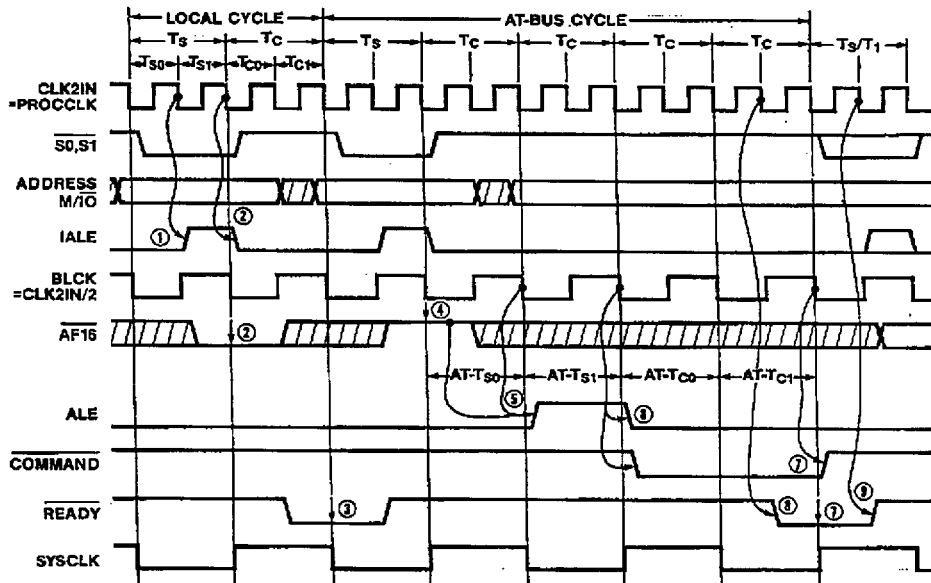 LOCAL CYCLE AT-BUS CYCLE
TS TC TS TC TC TC TC TS/T1
TS0 TS1 TC0 TC1
CLK2IN
=PROCCLK
S0,S1
ADDRESS
M/IO
②
① IALE
BLCK
=CLK2IN/2
④
AF16 ②
AT-TS0 AT-TS1 AT-TC0 AT-TC1
ALE ⑤ ⑥
COMMAND ⑦
READY ③ ⑧ ⑦ ⑨
SYSCLK